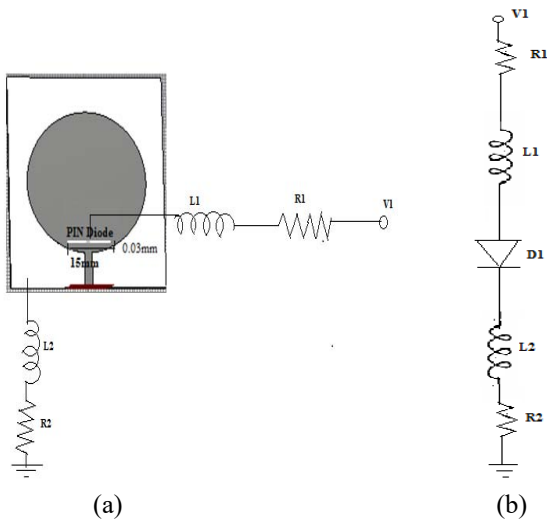 L1
R1
V1
PIN Diode
0.03mm
15mm
L2
R2
(a)
V1
R1
L1
D1
L2
R2
(b)